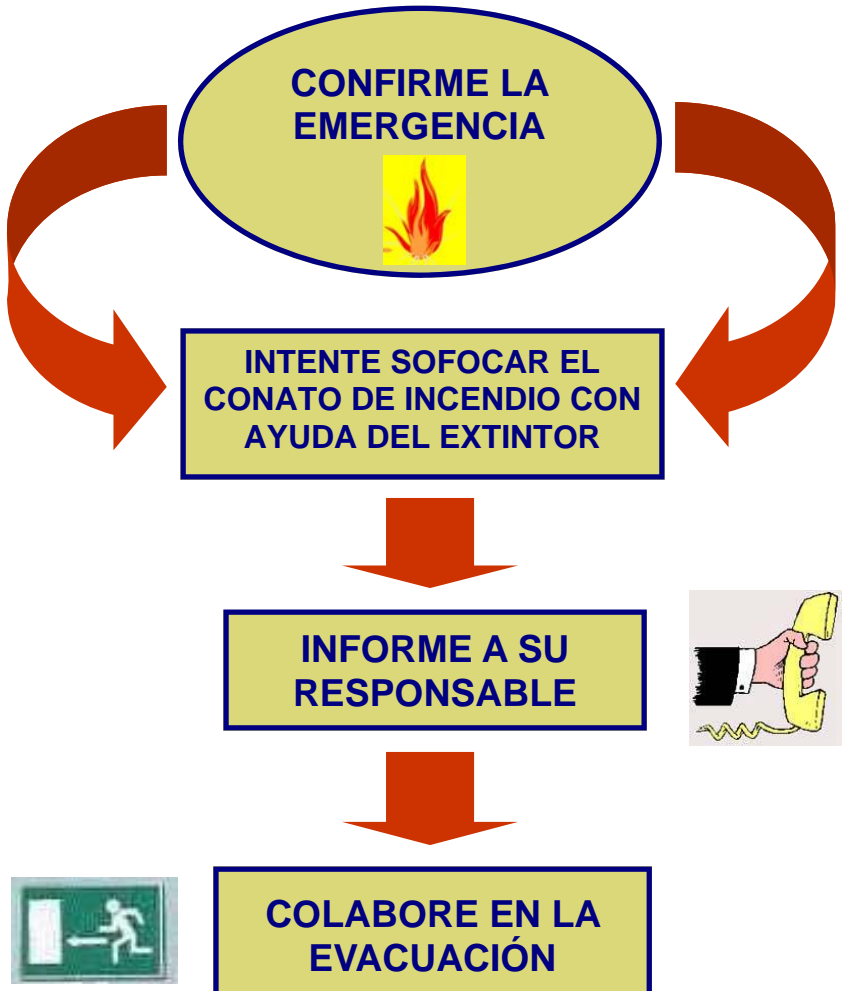 CONFIRME LA
EMERGENCIA
INTENTE SOFOCAR EL
CONATO DE INCENDIO CON
AYUDA DEL EXTINTOR
INFORME A SU
RESPONSABLE
COLABORE EN LA
EVACUACIÓN